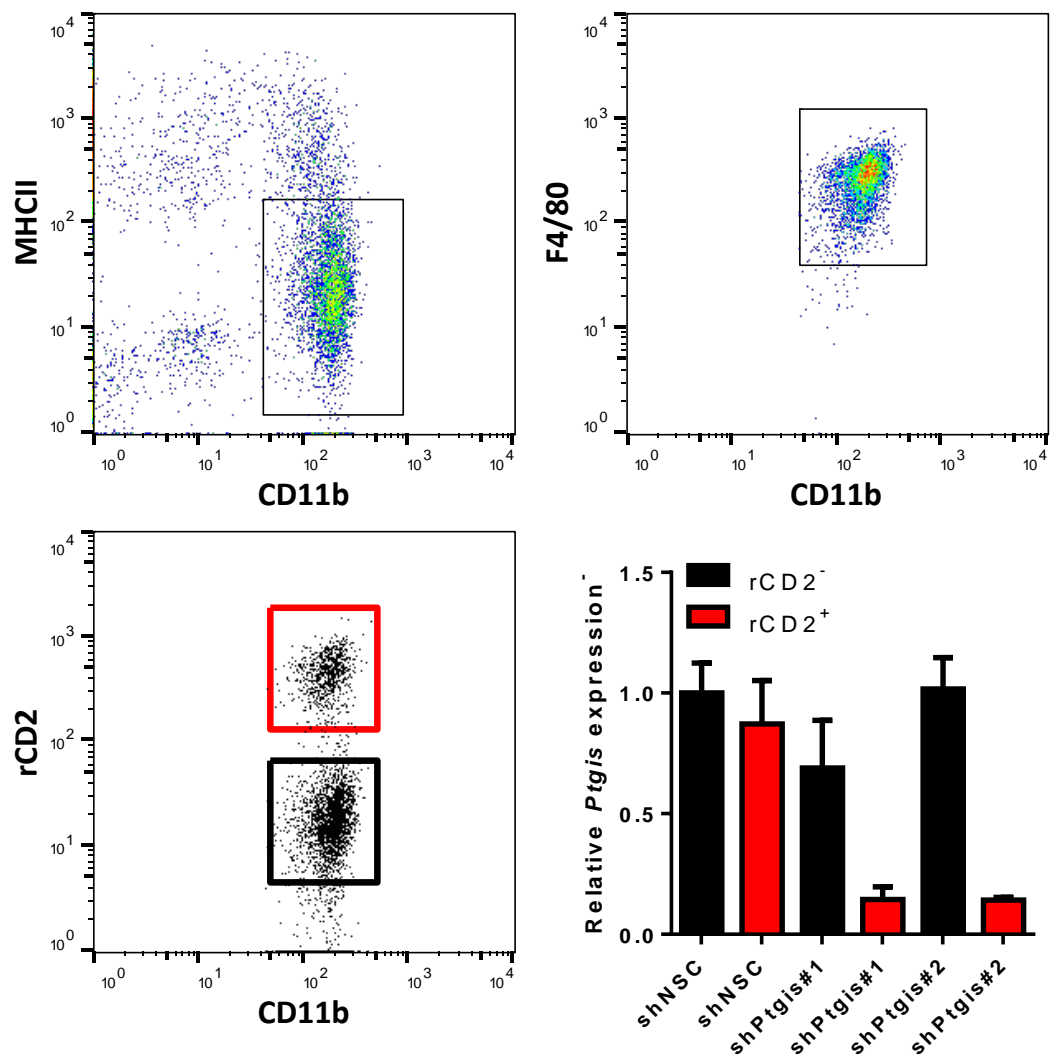 10^4
10^3
10^2
10^1
10^0
MHCII
10^0 10^1 10^2 10^3 10^4
CD11b
10^4
10^3
10^2
10^1
10^0
F4/80
10^0 10^1 10^2 10^3 10^4
CD11b
10^4
10^3
10^2
10^1
10^0
rCD2
10^0 10^1 10^2 10^3 10^4
CD11b
Relative Ptgis expression-
1.5
1.0
0.5
0.0
rCD2-
rCD2+
shNSC
shNSC
shPtgis#1
shPtgis#1
shPtgis#2
shPtgis#2